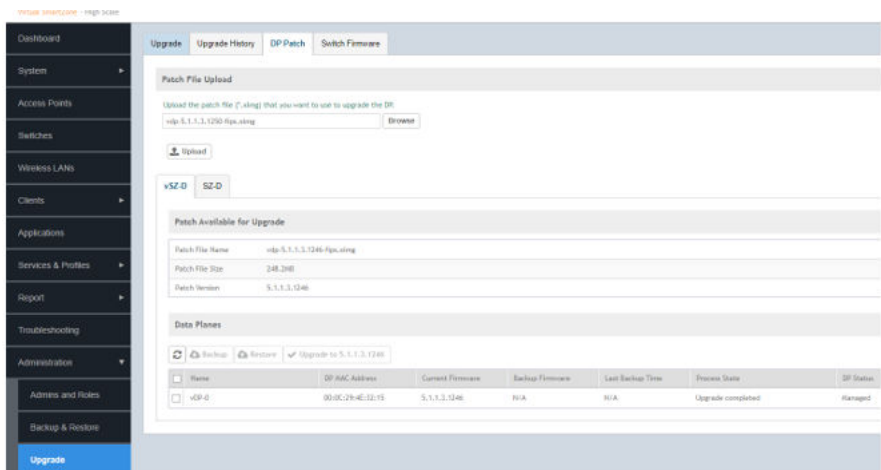 Virtual SmartZone - High Scale
Dashboard
System
Access Points
Switches
Wireless LANs
Clients
Applications
Services & Profiles
Report
Troubleshooting
Administration
Admins and Roles
Backup & Restore
Upgrade
Upgrade Upgrade History DP Patch Switch Firmware
Patch File Upload
Upload the patch file (*.ximg) that you want to use to upgrade the DP.
vdp-5.1.1.3.1250-fips.ximg Browse
Upload
vSZ-D SZ-D
Patch Available for Upgrade
Patch File Name vdp-5.1.1.3.1246-fips.ximg
Patch File Size 248.2MB
Patch Version 5.1.1.3.1246
Data Planes
Backup Restore Upgrade to 5.1.1.3.1246
Name DP MAC Address Current Firmware Backup Firmware Last Backup Time Process State DP Status
vDP-D 00:0C:29:4E:32:15 5.1.1.3.1246 N/A N/A Upgrade completed Managed